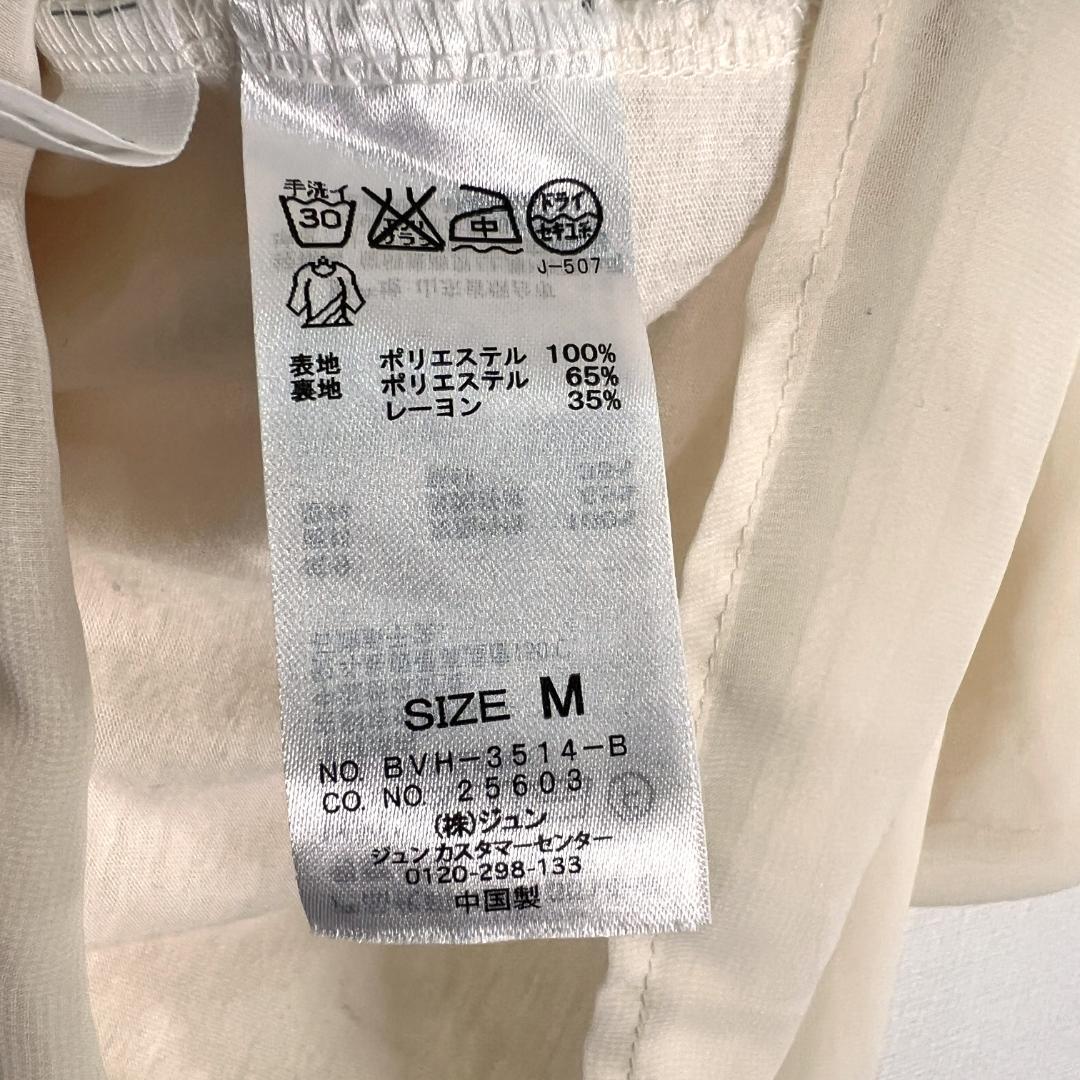 手洗イ
30
中
ドライ
セキユ系
J-507
表地 ポリエステル 100%
裏地 ポリエステル 65%
レーヨン 35%
SIZE M
NO. BVH-3514-B
CO. NO. 25603
(株)ジュン
ジュンカスタマーセンター
0120-298-133
中国製